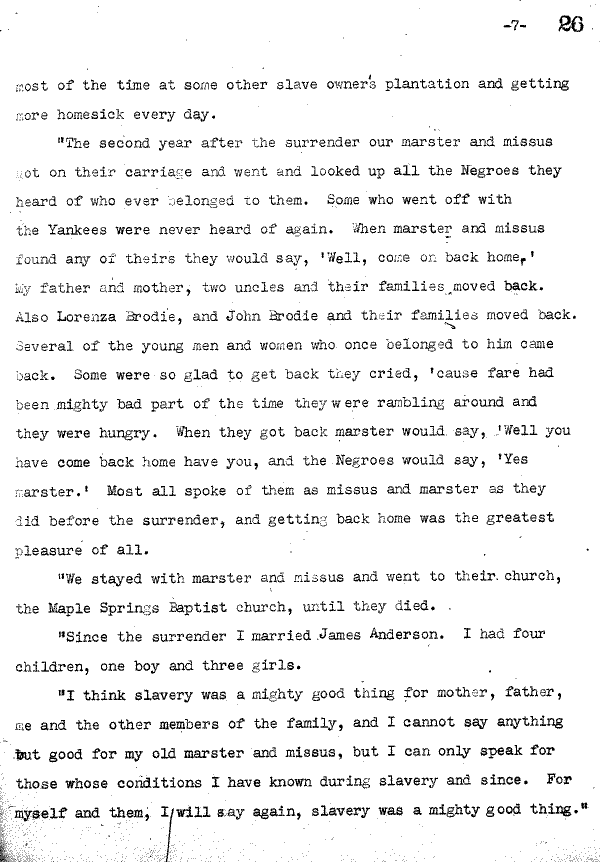 -7- 26
most of the time at some other slave owner's plantation and getting
more homesick every day.
"The second year after the surrender our marster and missus
got on their carriage and went and looked up all the Negroes they
heard of who ever belonged to them. Some who went off with
the Yankees were never heard of again. When marster and missus
found any of theirs they would say, 'Well, come on back home,'
My father and mother, two uncles and their families moved back.
Also Lorenza Brodie, and John Brodie and their families moved back.
Several of the young men and women who once belonged to him came
back. Some were so glad to get back they cried, 'cause fare had
been mighty bad part of the time they were rambling around and
they were hungry. When they got back marster would say, 'Well you
have come back home have you, and the Negroes would say, 'Yes
marster.' Most all spoke of them as missus and marster as they
did before the surrender, and getting back home was the greatest
pleasure of all.
"We stayed with marster and missus and went to their church,
the Maple Springs Baptist church, until they died.
"Since the surrender I married James Anderson. I had four
children, one boy and three girls.
"I think slavery was a mighty good thing for mother, father,
me and the other members of the family, and I cannot say anything
but good for my old marster and missus, but I can only speak for
those whose conditions I have known during slavery and since. For
myself and them, I will say again, slavery was a mighty good thing."